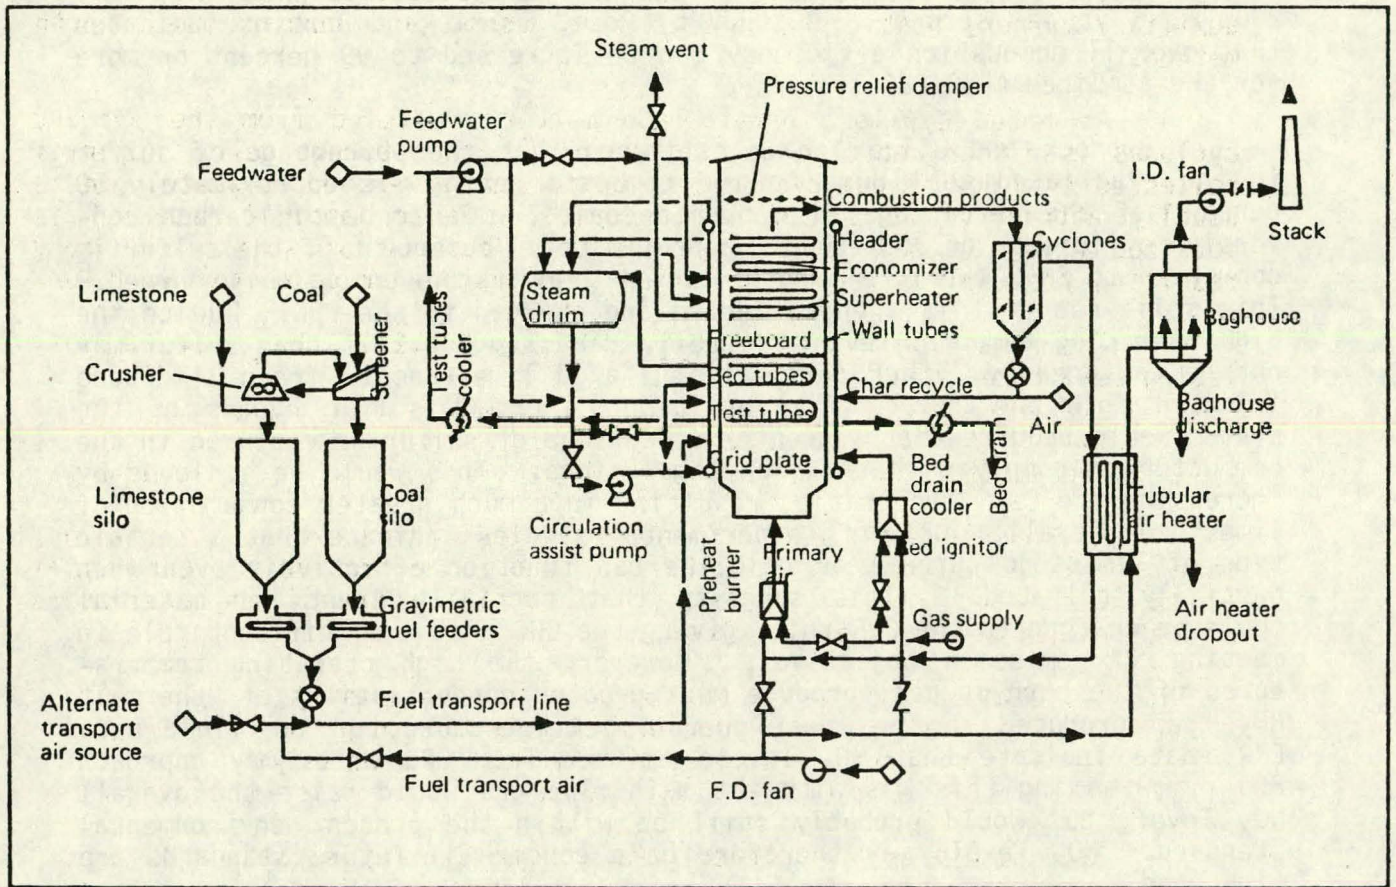 Steam vent
Pressure relief damper
Feedwater
pump
Feedwater
I.D. fan
Combustion products
Stack
Header
Cyclones
Economizer
Limestone
Coal
Steam
drum
Superheater
Baghouse
Screener
Test tubes
cooler
Freeboard
Wall tubes
Crusher
Bed tubes
Char recycle
Test tubes
Air
Baghouse
discharge
Grid plate
Bed
drain
cooler
Bed drain
Limestone
silo
Coal
silo
Tubular
air heater
Circulation
assist pump
Preheat
burner
Primary
air
Bed ignitor
Gravimetric
fuel feeders
Gas supply
Air heater
dropout
Alternate
transport
air source
Fuel transport line
Fuel transport air
F.D. fan